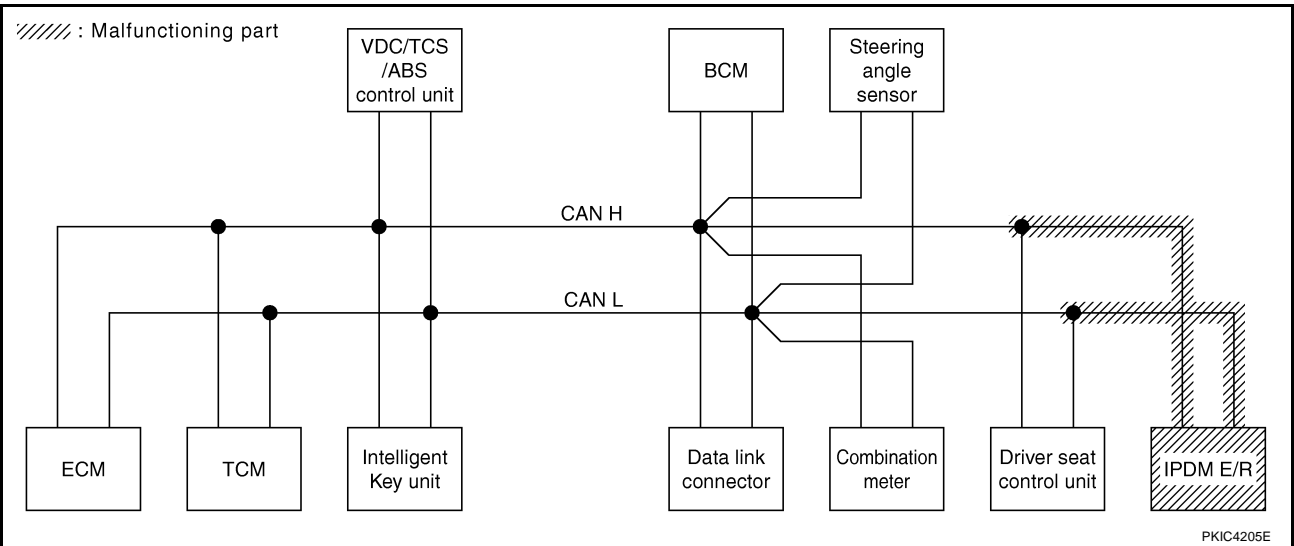 : Malfunctioning part
VDC/TCS
/ABS
control unit
BCM
Steering
angle
sensor
CAN H
CAN L
ECM
TCM
Intelligent
Key unit
Data link
connector
Combination
meter
Driver seat
control unit
IPDM E/R
PKIC4205E